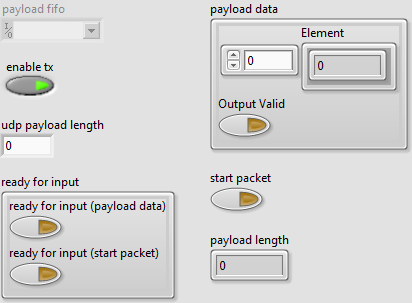 payload fifo
I/O
enable tx
udp payload length
0
ready for input
ready for input (payload data)
ready for input (start packet)
payload data
Element
0
0
Output Valid
start packet
payload length
0